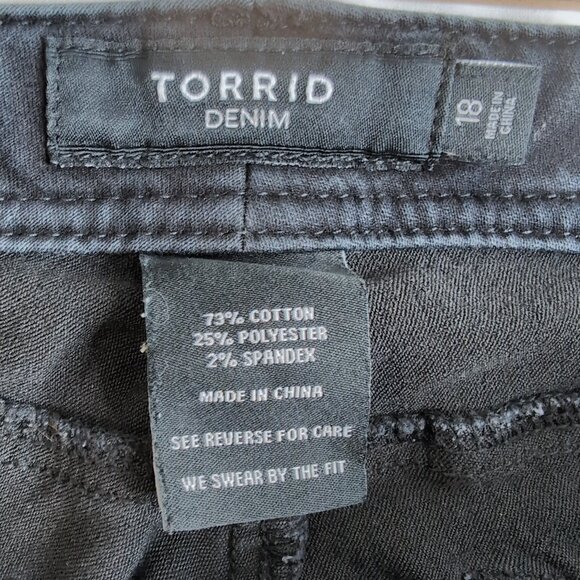 TORRID
DENIM
18
MADE IN
CHINA
73% COTTON
25% POLYESTER
2% SPANDEX
MADE IN CHINA
SEE REVERSE FOR CARE
WE SWEAR BY THE FIT